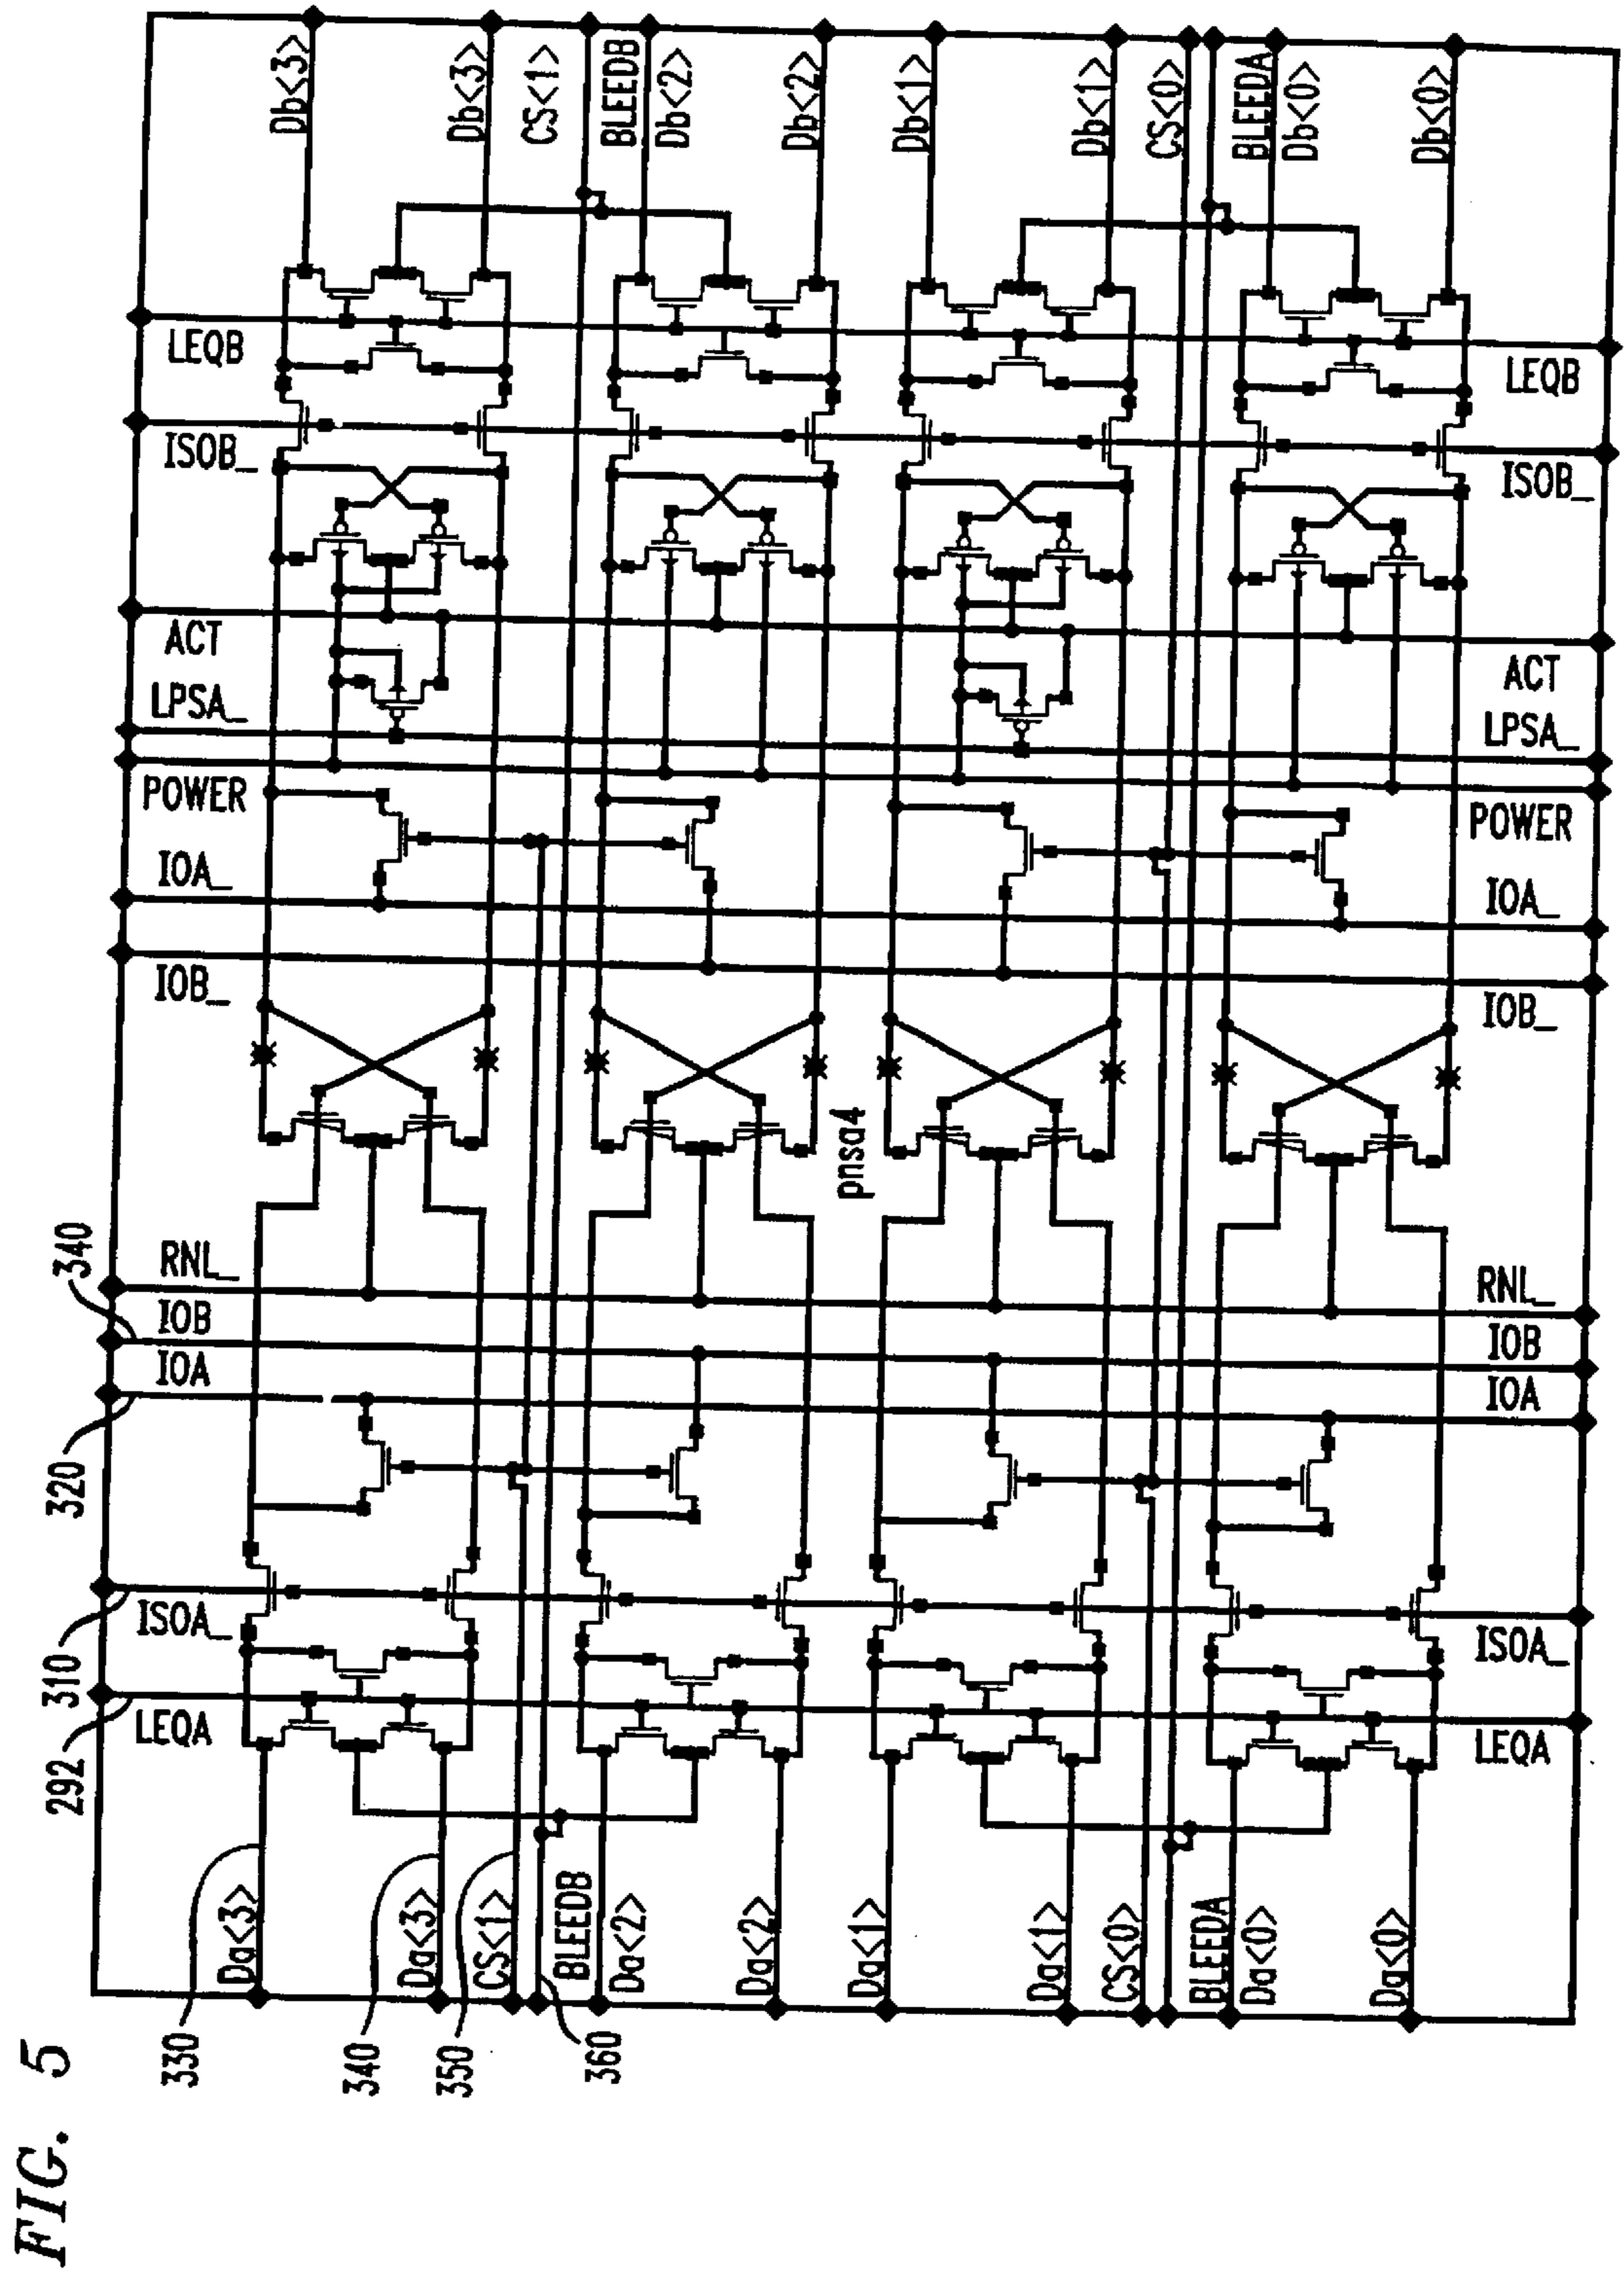 FIG. 5
Db<3>
Db<3>
CS<1>
BLEEDB
Db<2>
Db<2>
Db<1>
Db<1>
CS<0>
BLEEDA
Db<0>
Db<0>
LEQB
LEQB
ISOB_
ISOB_
ACT
ACT
LPSA_
LPSA_
POWER
POWER
IOA_
IOA_
IOB_
IOB_
pnsa4
340
RNL_
RNL_
IOB
IOB
IOA
IOA
320
ISOA_
ISOA_
310
LEQA
LEQA
292
Da<3>
Da<3>
CS<1>
BLEEDB
Da<2>
Da<2>
Da<1>
Da<1>
CS<0>
BLEEDA
Da<0>
Da<0>
330
340
350
360